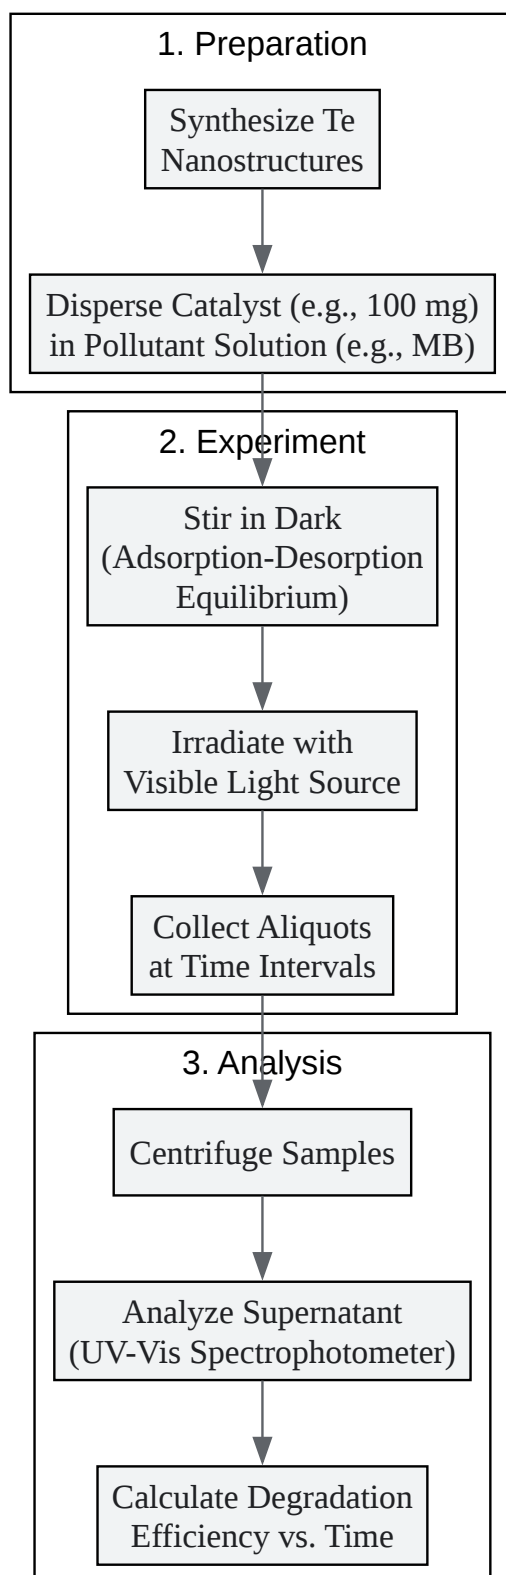 1. Preparation
Synthesize Te
Nanostructures
Disperse Catalyst (e.g., 100 mg)
in Pollutant Solution (e.g., MB)
2. Experiment
Stir in Dark
(Adsorption-Desorption
Equilibrium)
Irradiate with
Visible Light Source
Collect Aliquots
at Time Intervals
3. Analysis
Centrifuge Samples
Analyze Supernatant
(UV-Vis Spectrophotometer)
Calculate Degradation
Efficiency vs. Time